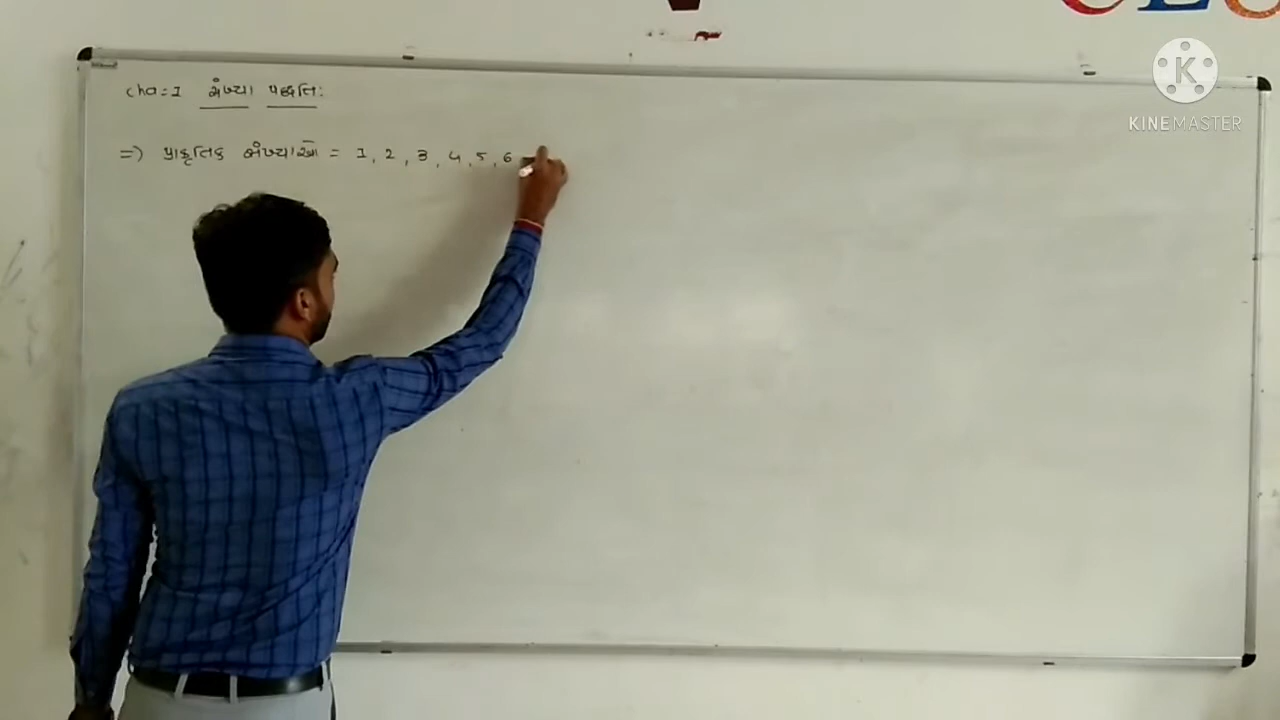 cha:1 સંખ્યા પદ્ધતિ:
=> પ્રાકૃતિક સંખ્યાઓ = 1, 2, 3, 4, 5, 6
K
KINEMASTER